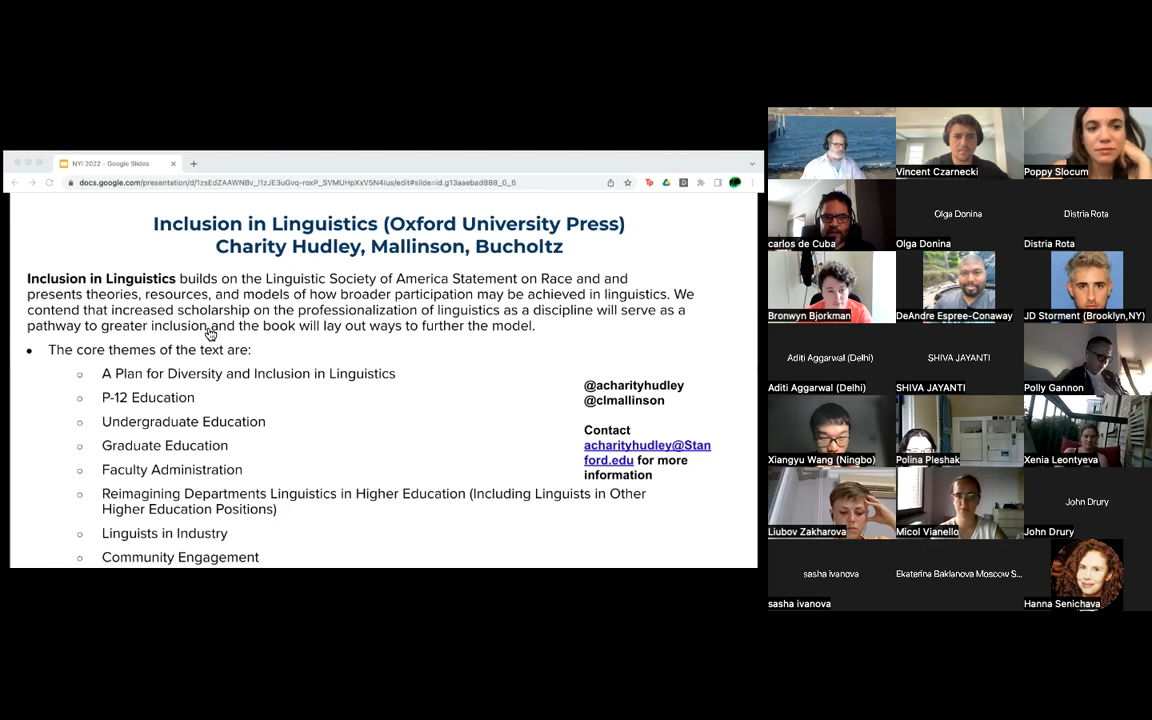 NYI 2022 - Google Slides
docs.google.com/presentation/d/1zsEdZAAWNBv_l1zJE3uGvq-roxP_SVMUHpXxV5N4lus/edit#slide=id.g13aaebad888_0_6
Inclusion in Linguistics (Oxford University Press)
Charity Hudley, Mallinson, Bucholtz
Inclusion in Linguistics builds on the Linguistic Society of America Statement on Race and and
presents theories, resources, and models of how broader participation may be achieved in linguistics. We
contend that increased scholarship on the professionalization of linguistics as a discipline will serve as a
pathway to greater inclusion and the book will lay out ways to further the model.
The core themes of the text are:
A Plan for Diversity and Inclusion in Linguistics
P-12 Education
Undergraduate Education
Graduate Education
Faculty Administration
Reimagining Departments Linguistics in Higher Education (Including Linguists in Other
Higher Education Positions)
Linguists in Industry
Community Engagement
@acharityhudley
@clmallinson
Contact
acharityhudley@Stan
ford.edu for more
information
Vincent Czarnecki
Poppy Slocum
carlos de Cuba
Olga Donina
Olga Donina
Distria Rota
Distria Rota
Bronwyn Bjorkman
DeAndre Espree-Conaway
JD Storment (Brooklyn,NY)
Aditi Aggarwal (Delhi)
Aditi Aggarwal (Delhi)
SHIVA JAYANTI
SHIVA JAYANTI
Polly Gannon
Xiangyu Wang (Ningbo)
Polina Pleshak
Xenia Leontyeva
Liubov Zakharova
Micol Vianello
John Drury
John Drury
sasha ivanova
sasha ivanova
Ekaterina Baklanova Moscow S...
Hanna Senichava